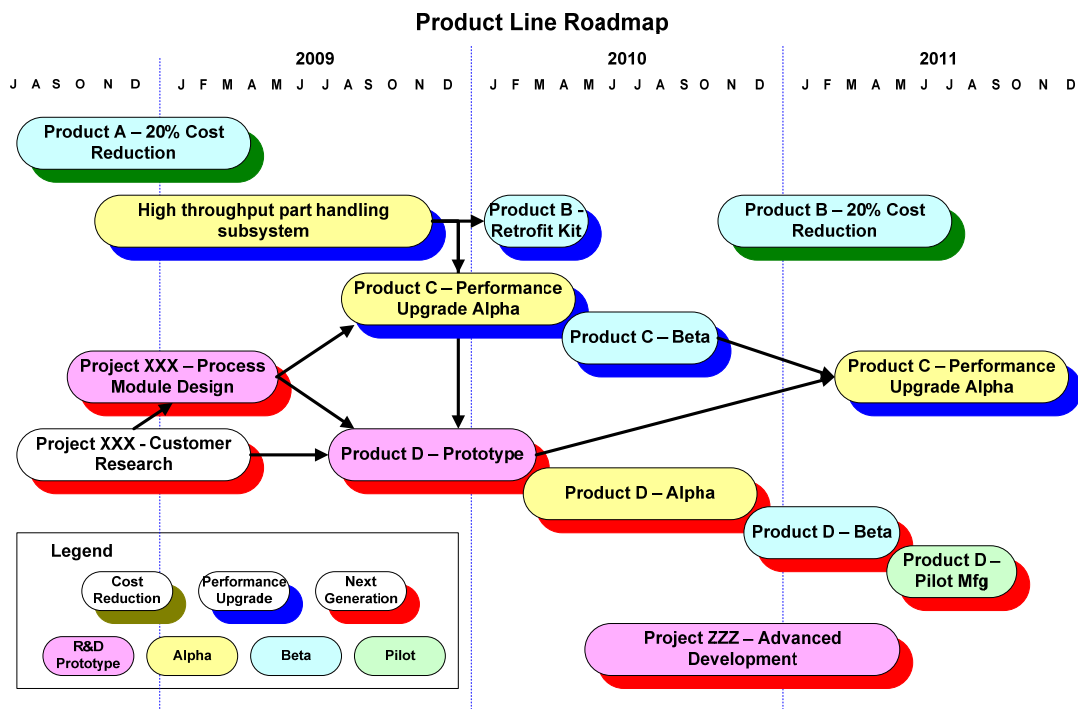 Product Line Roadmap
2009
2010
2011
J A S O N D J F M A M J J A S O N D J F M A M J J A S O N D J F M A M J J A S O N D
Product A – 20% Cost
Reduction
High throughput part handling
subsystem
Product B -
Retrofit Kit
Product B – 20% Cost
Reduction
Product C – Performance
Upgrade Alpha
Product C – Beta
Project XXX – Process
Module Design
Product C – Performance
Upgrade Alpha
Project XXX - Customer
Research
Product D – Prototype
Product D – Alpha
Product D – Beta
Product D –
Pilot Mfg
Project ZZZ – Advanced
Development
Legend
Cost
Reduction
Performance
Upgrade
Next
Generation
R&D
Prototype
Alpha
Beta
Pilot